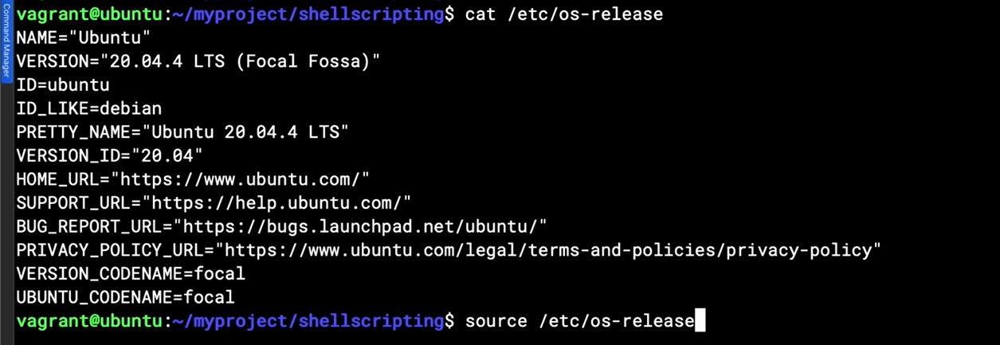 Command Manager
vagrant@ubuntu:~/myproject/shellscripting$ cat /etc/os-release
NAME="Ubuntu"
VERSION="20.04.4 LTS (Focal Fossa)"
ID=ubuntu
ID_LIKE=debian
PRETTY_NAME="Ubuntu 20.04.4 LTS"
VERSION_ID="20.04"
HOME_URL="https://www.ubuntu.com/"
SUPPORT_URL="https://help.ubuntu.com/"
BUG_REPORT_URL="https://bugs.launchpad.net/ubuntu/"
PRIVACY_POLICY_URL="https://www.ubuntu.com/legal/terms-and-policies/privacy-policy"
VERSION_CODENAME=focal
UBUNTU_CODENAME=focal
vagrant@ubuntu:~/myproject/shellscripting$ source /etc/os-release